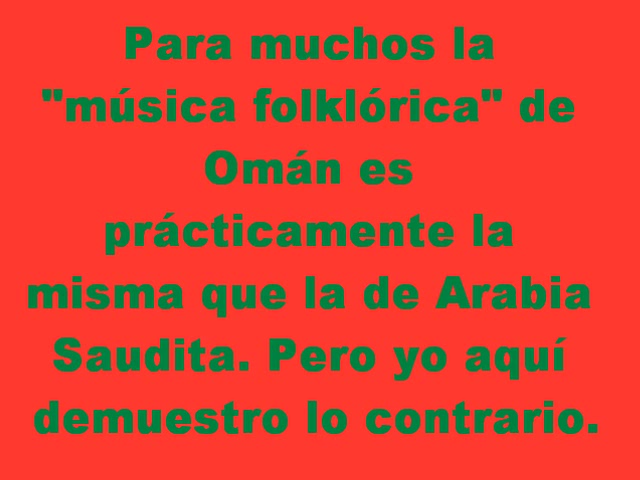 Para muchos la
"música folklórica" de
Omán es
prácticamente la
misma que la de Arabia
Saudita. Pero yo aquí
demuestro lo contrario.